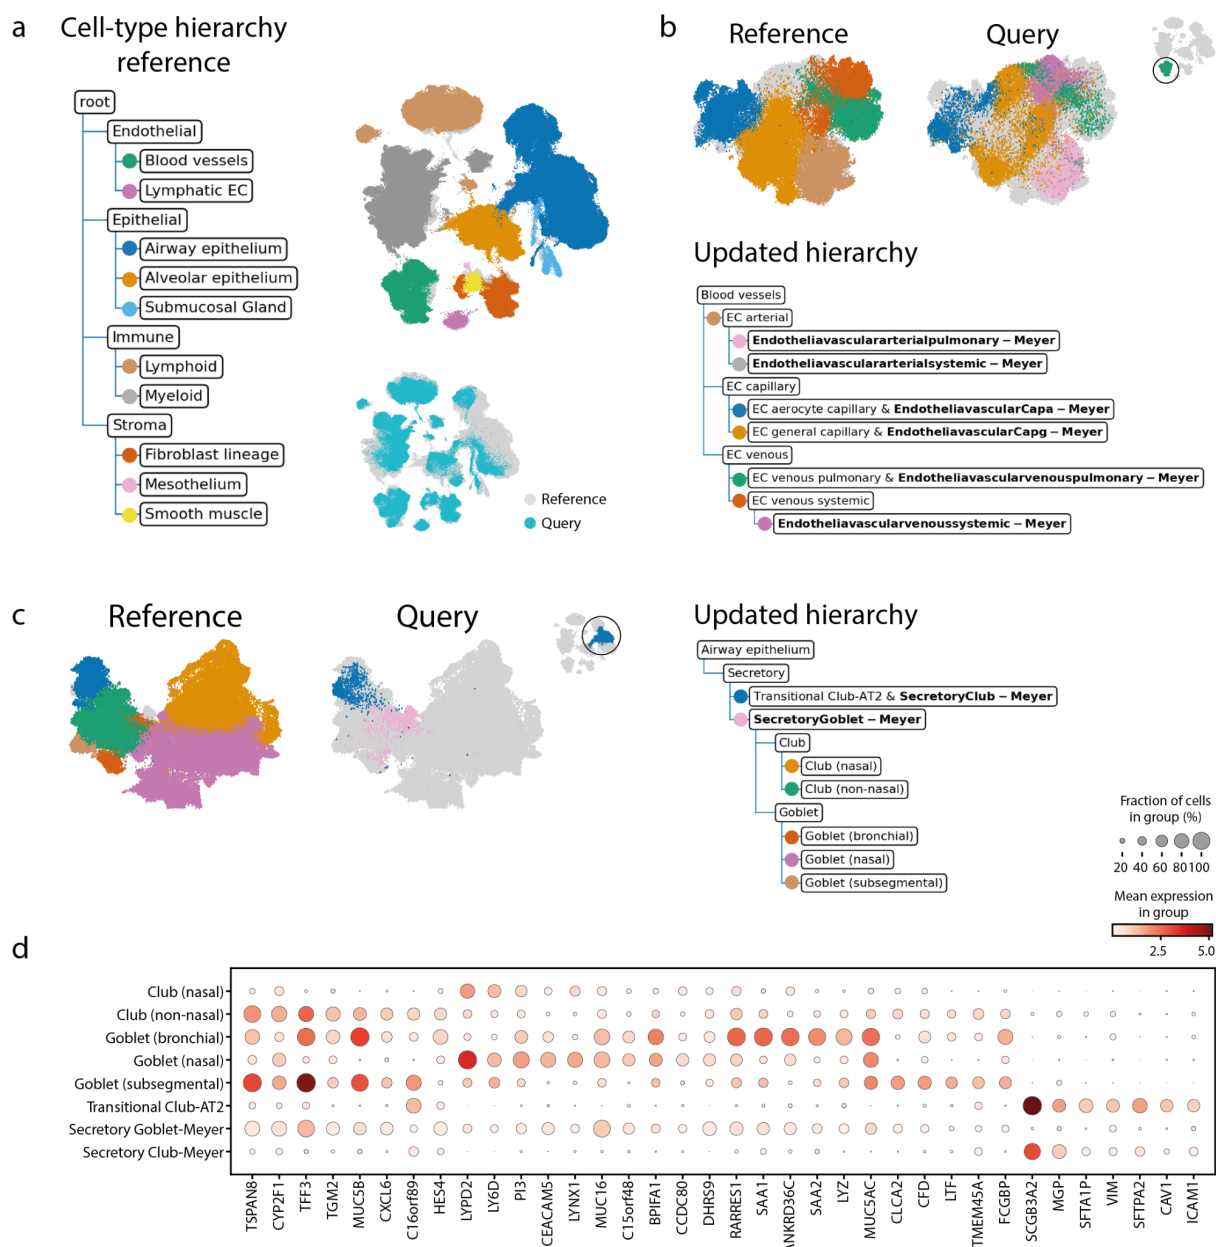 a
Cell-type hierarchy
reference
root
Endothelial
Blood vessels
Lymphatic EC
Epithelial
Airway epithelium
Alveolar epithelium
Submucosal Gland
Immune
Lymphoid
Myeloid
Stroma
Fibroblast lineage
Mesothelium
Smooth muscle
Reference
Query
b
Reference
Query
Updated hierarchy
Blood vessels
EC arterial
Endotheliavasculararterialpulmonary – Meyer
Endotheliavasculararterialsystemic – Meyer
EC capillary
EC aerocyte capillary & EndotheliavascularCapa – Meyer
EC general capillary & EndotheliavascularCapg – Meyer
EC venous
EC venous pulmonary & Endotheliavascularvenouspulmonary – Meyer
EC venous systemic
Endotheliavascularvenoussystemic – Meyer
c
Reference
Query
Updated hierarchy
Airway epithelium
Secretory
Transitional Club-AT2 & SecretoryClub – Meyer
SecretoryGoblet – Meyer
Club
Club (nasal)
Club (non-nasal)
Goblet
Goblet (bronchial)
Goblet (nasal)
Goblet (subsegmental)
Fraction of cells
in group (%)
20 40 60 80 100
Mean expression
in group
2.5 5.0
d
Club (nasal)
Club (non-nasal)
Goblet (bronchial)
Goblet (nasal)
Goblet (subsegmental)
Transitional Club-AT2
Secretory Goblet-Meyer
Secretory Club-Meyer
TSPAN8
CYP2F1
TFF3
TGM2
MUC5B
CXCL6
C16orf89
HES4
LYPD2
LY6D
PI3
CEACAM5
LYNX1
MUC16
C15orf48
BPIFA1
CCDC80
DHRS9
RARRES1
SAA1
ANKRD36C
SAA2
LYZ
MUC5AC
CLCA2
CFD
LTF
TMEM45A
FCGBP
SCGB3A2
MGP
SFTA1P
VIM
SFTPA2
CAV1
ICAM1